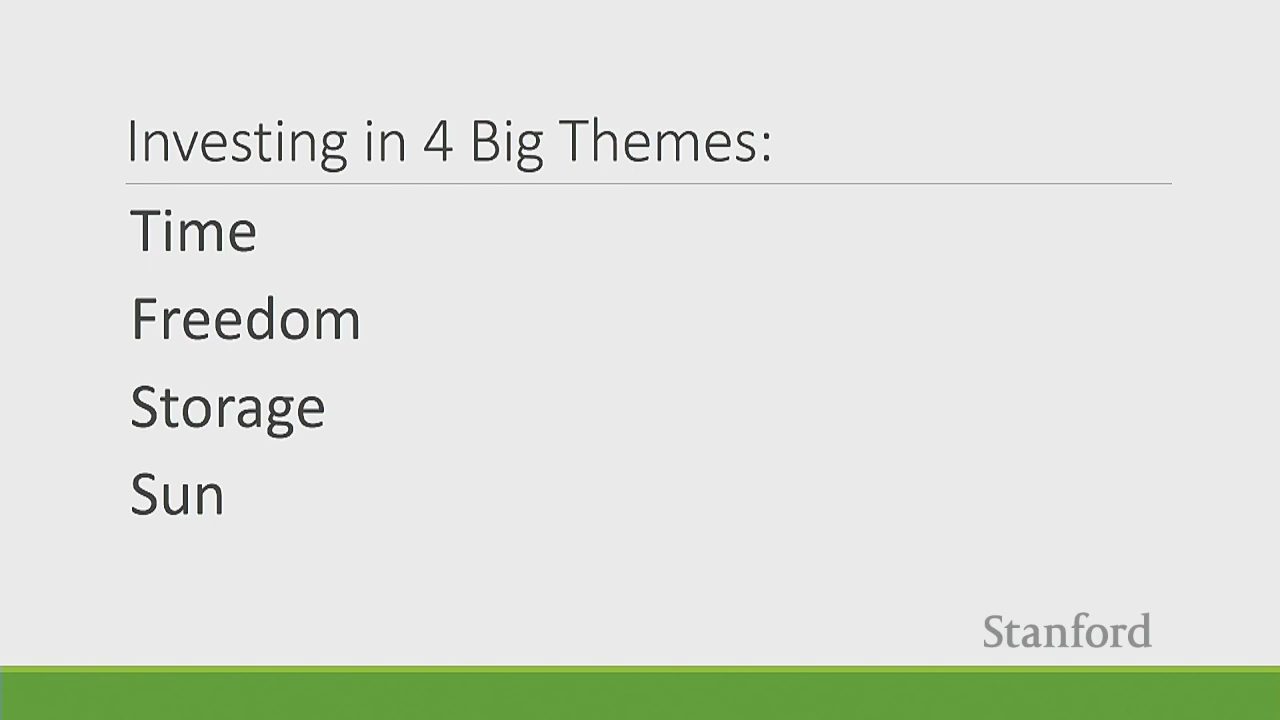 Investing in 4 Big Themes:
Time
Freedom
Storage
Sun
Stanford